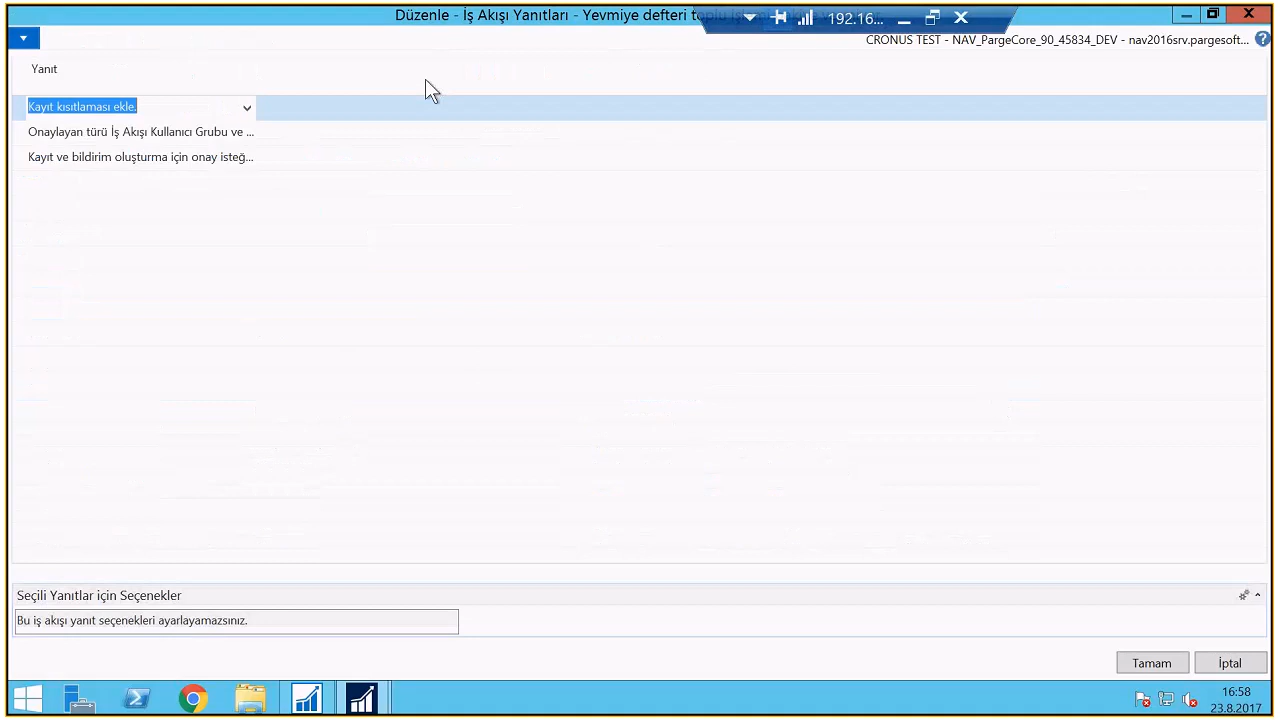 Düzenle - İş Akışı Yanıtları - Yevmiye defteri toplu
192.16...
CRONUS TEST - NAV_PargeCore_90_45834_DEV - nav2016srv.pargesoft...
Yanıt
Kayıt kısıtlaması ekle.
Onaylayan türü İş Akışı Kullanıcı Grubu ve ...
Kayıt ve bildirim oluşturma için onay isteğ...
Seçili Yanıtlar için Seçenekler
Bu iş akışı yanıt seçenekleri ayarlayamazsınız.
Tamam
İptal
16:58
23.8.2017